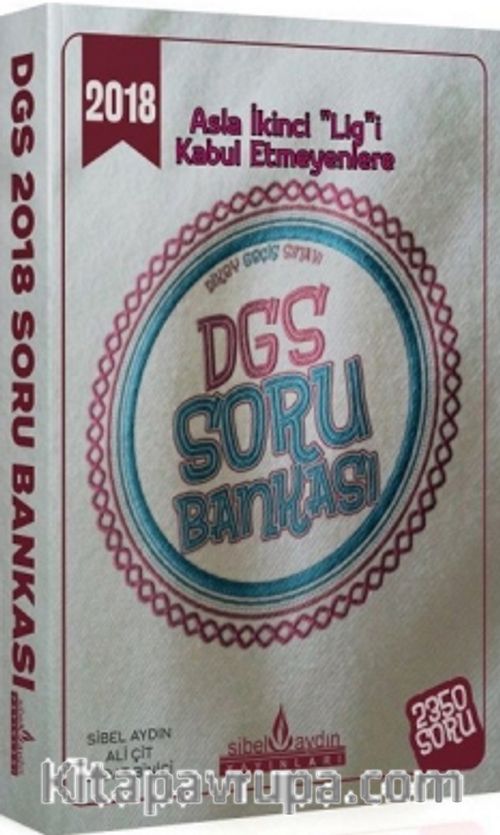 DGS 2018 SORU BANKASI
2018
Asla İkinci "Lig"i
Kabul Etmeyenlere
DİKEY GEÇİŞ SINAVI
DGS
SORU
BANKASI
2350
SORU
SİBEL AYDIN
ALİ ÇİT
sibel aydın
YAYINLARI
kitapavrupa.com